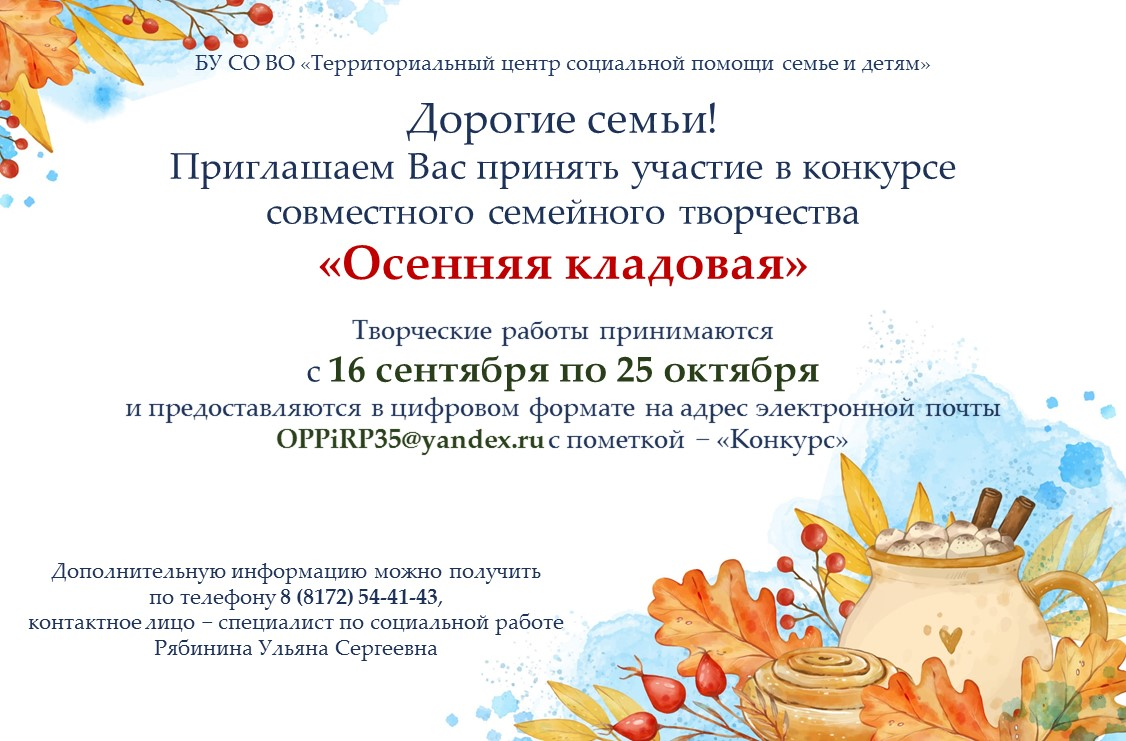 БУ СО ВО «Территориальный центр социальной помощи семье и детям»
Дорогие семьи!
Приглашаем Вас принять участие в конкурсе
совместного семейного творчества
«Осенняя кладовая»
Творческие работы принимаются
с 16 сентября по 25 октября
и предоставляются в цифровом формате на адрес электронной почты
OPPiRP35@yandex.ru с пометкой – «Конкурс»
Дополнительную информацию можно получить
по телефону 8 (8172) 54-41-43,
контактное лицо – специалист по социальной работе
Рябинина Ульяна Сергеевна